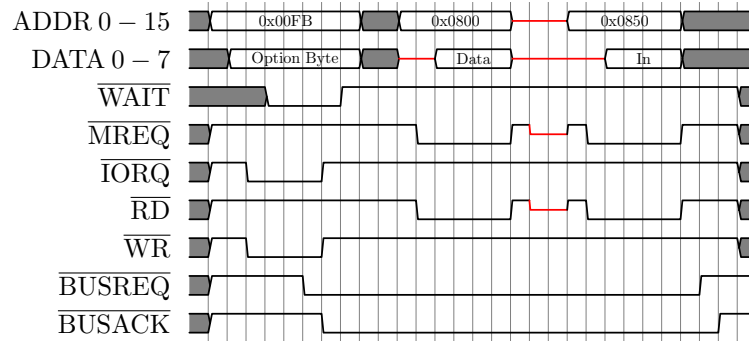 ADDR 0 – 15 0x00FB 0x0800 0x0850
DATA 0 – 7 Option Byte Data In
WAIT
MREQ
IORQ
RD
WR
BUSREQ
BUSACK